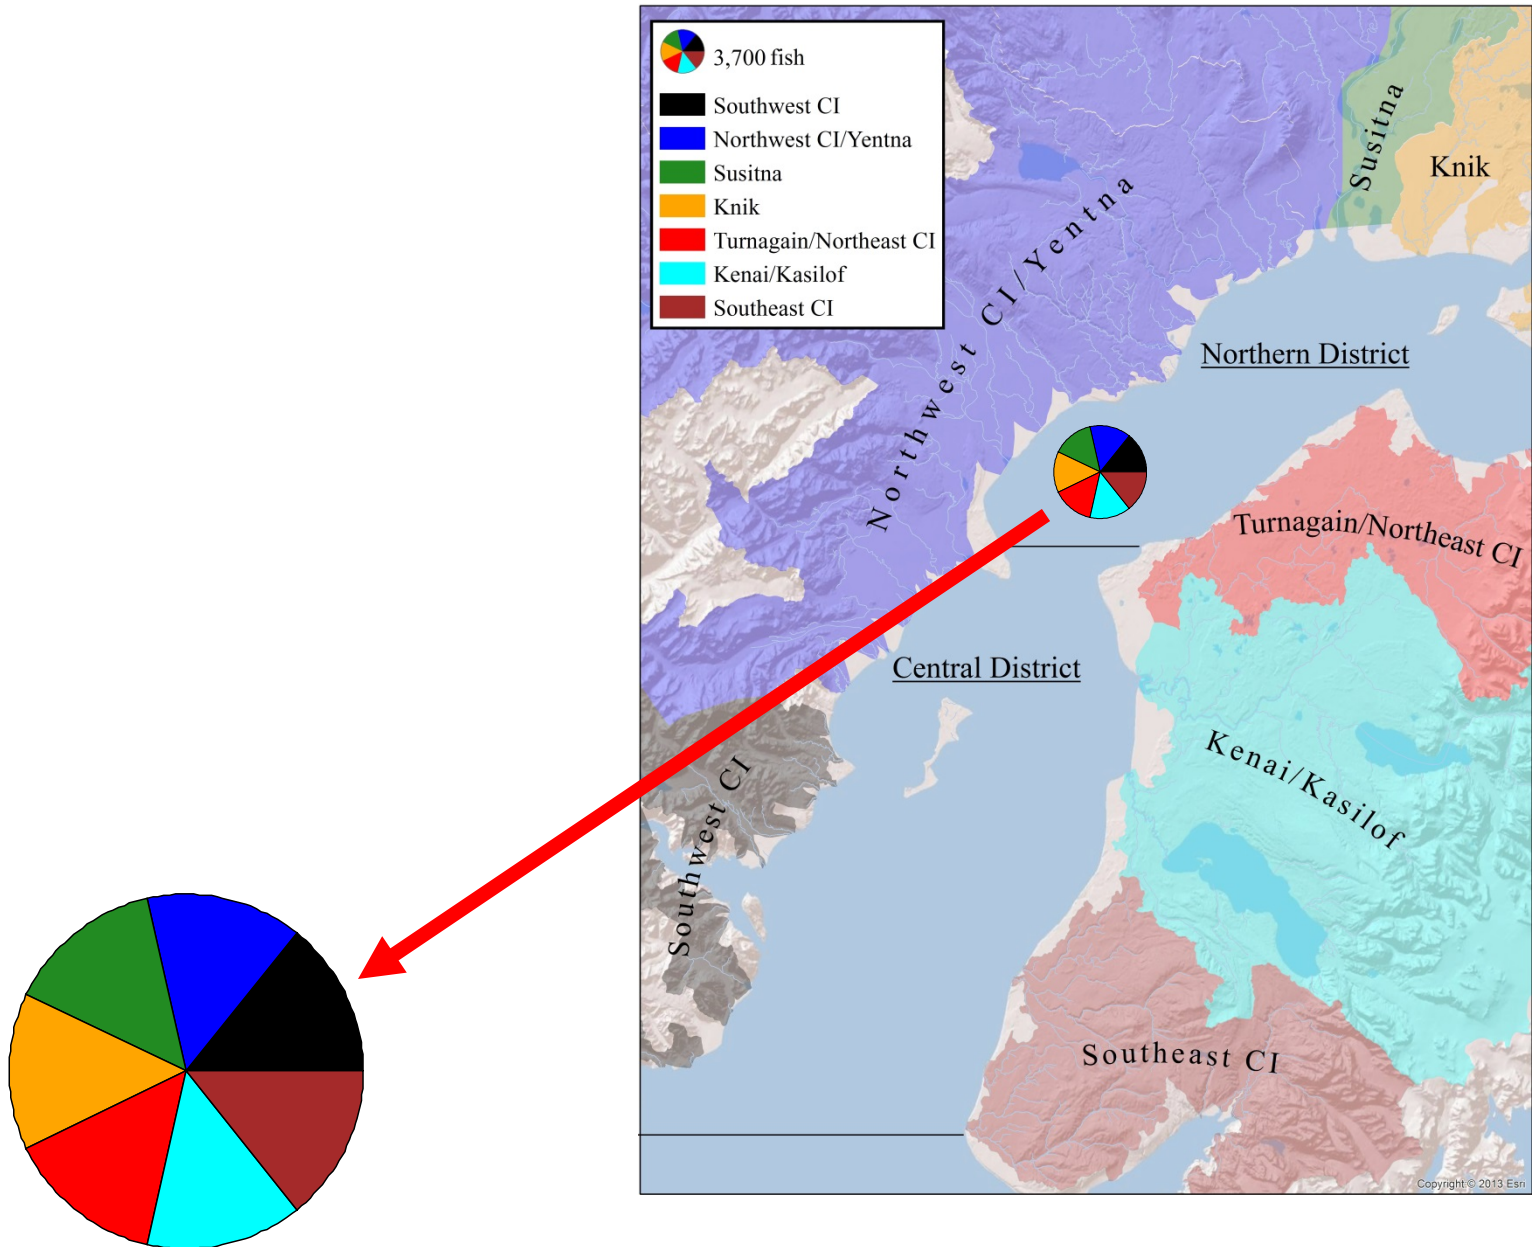 3,700 fish
Southwest CI
Northwest CI/Yentna
Susitna
Knik
Turnagain/Northeast CI
Kenai/Kasilof
Southeast CI
Susitna
Knik
Northwest CI/Yentna
Northern District
Turnagain/Northeast CI
Central District
Kenai/Kasilof
Southwest CI
Southeast CI
Copyright:© 2013 Esri